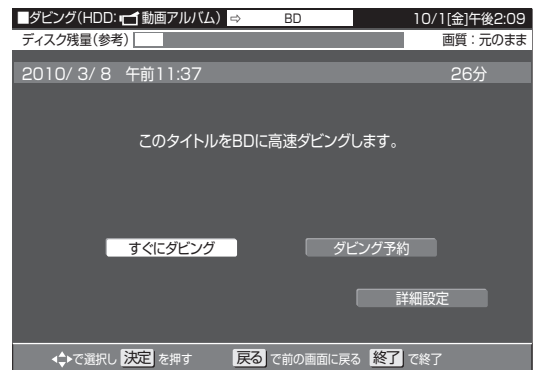 ■ダビング(HDD: 動画アルバム) ⇨ BD 10/1[金]午後2:09
ディスク残量(参考) 画質:元のまま
2010/ 3/ 8 午前11:37 26分
このタイトルをBDに高速ダビングします。
すぐにダビング ダビング予約
詳細設定
で選択し 決定 を押す 戻る で前の画面に戻る 終了 で終了